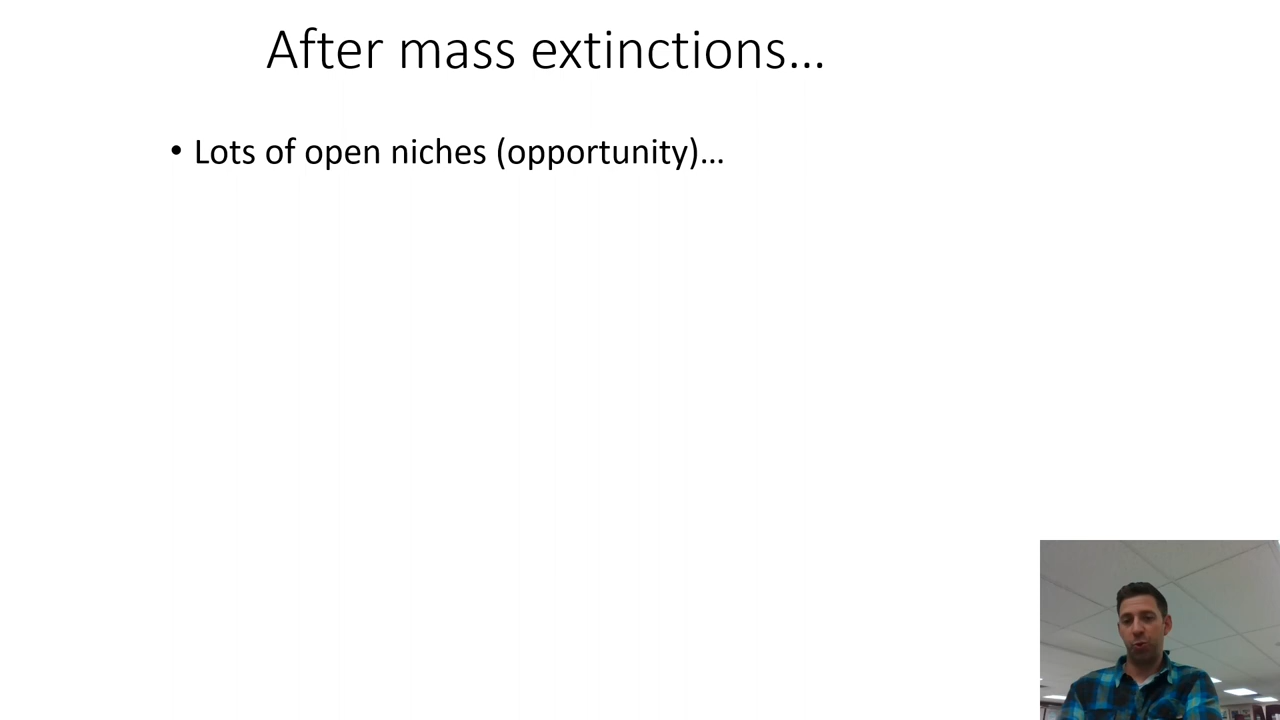 After mass extinctions…
• Lots of open niches (opportunity)…